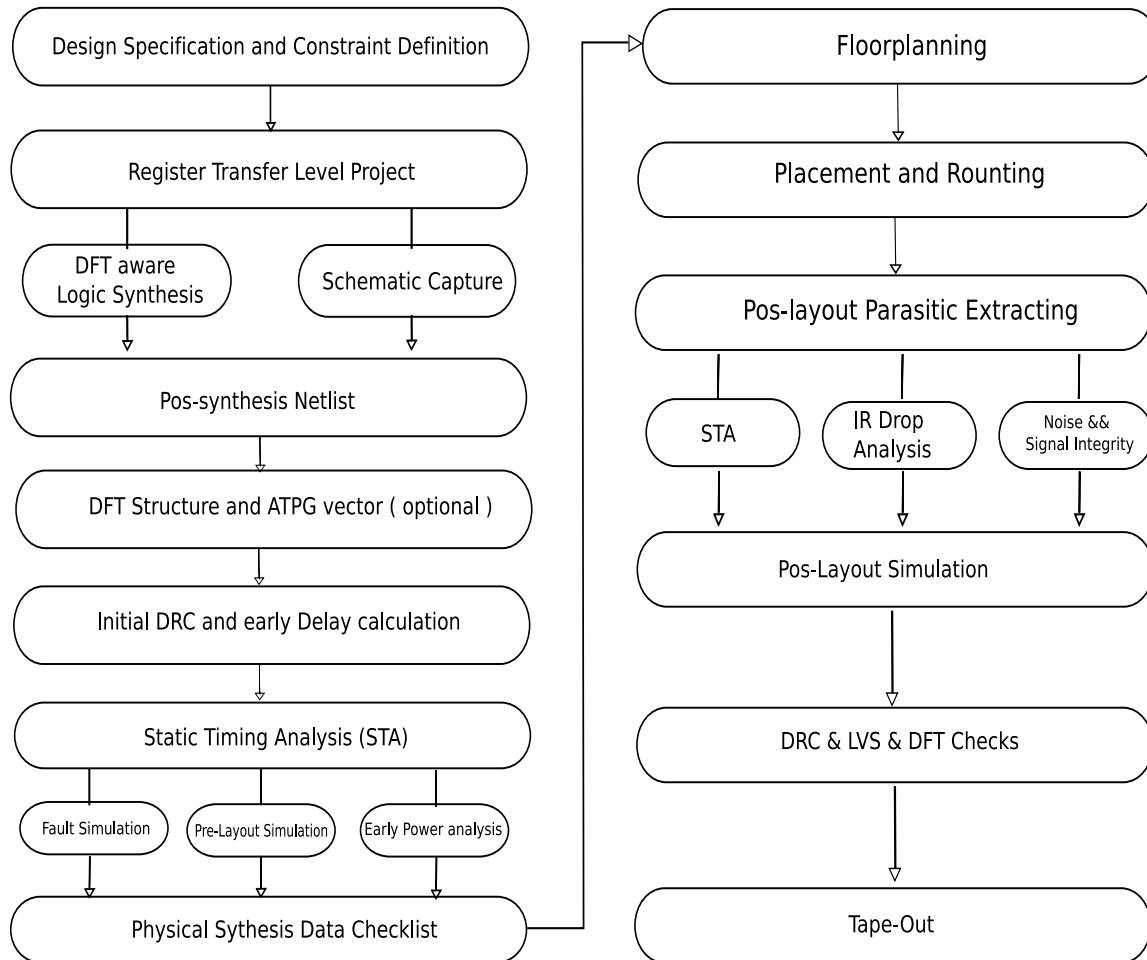 Design Specification and Constraint Definition
Register Transfer Level Project
DFT aware
Logic Synthesis
Schematic Capture
Pos-synthesis Netlist
DFT Structure and ATPG vector ( optional )
Initial DRC and early Delay calculation
Static Timing Analysis (STA)
Fault Simulation
Pre-Layout Simulation
Early Power analysis
Physical Sythesis Data Checklist
Floorplanning
Placement and Rounting
Pos-layout Parasitic Extracting
STA
IR Drop
Analysis
Noise &&
Signal Integrity
Pos-Layout Simulation
DRC & LVS & DFT Checks
Tape-Out